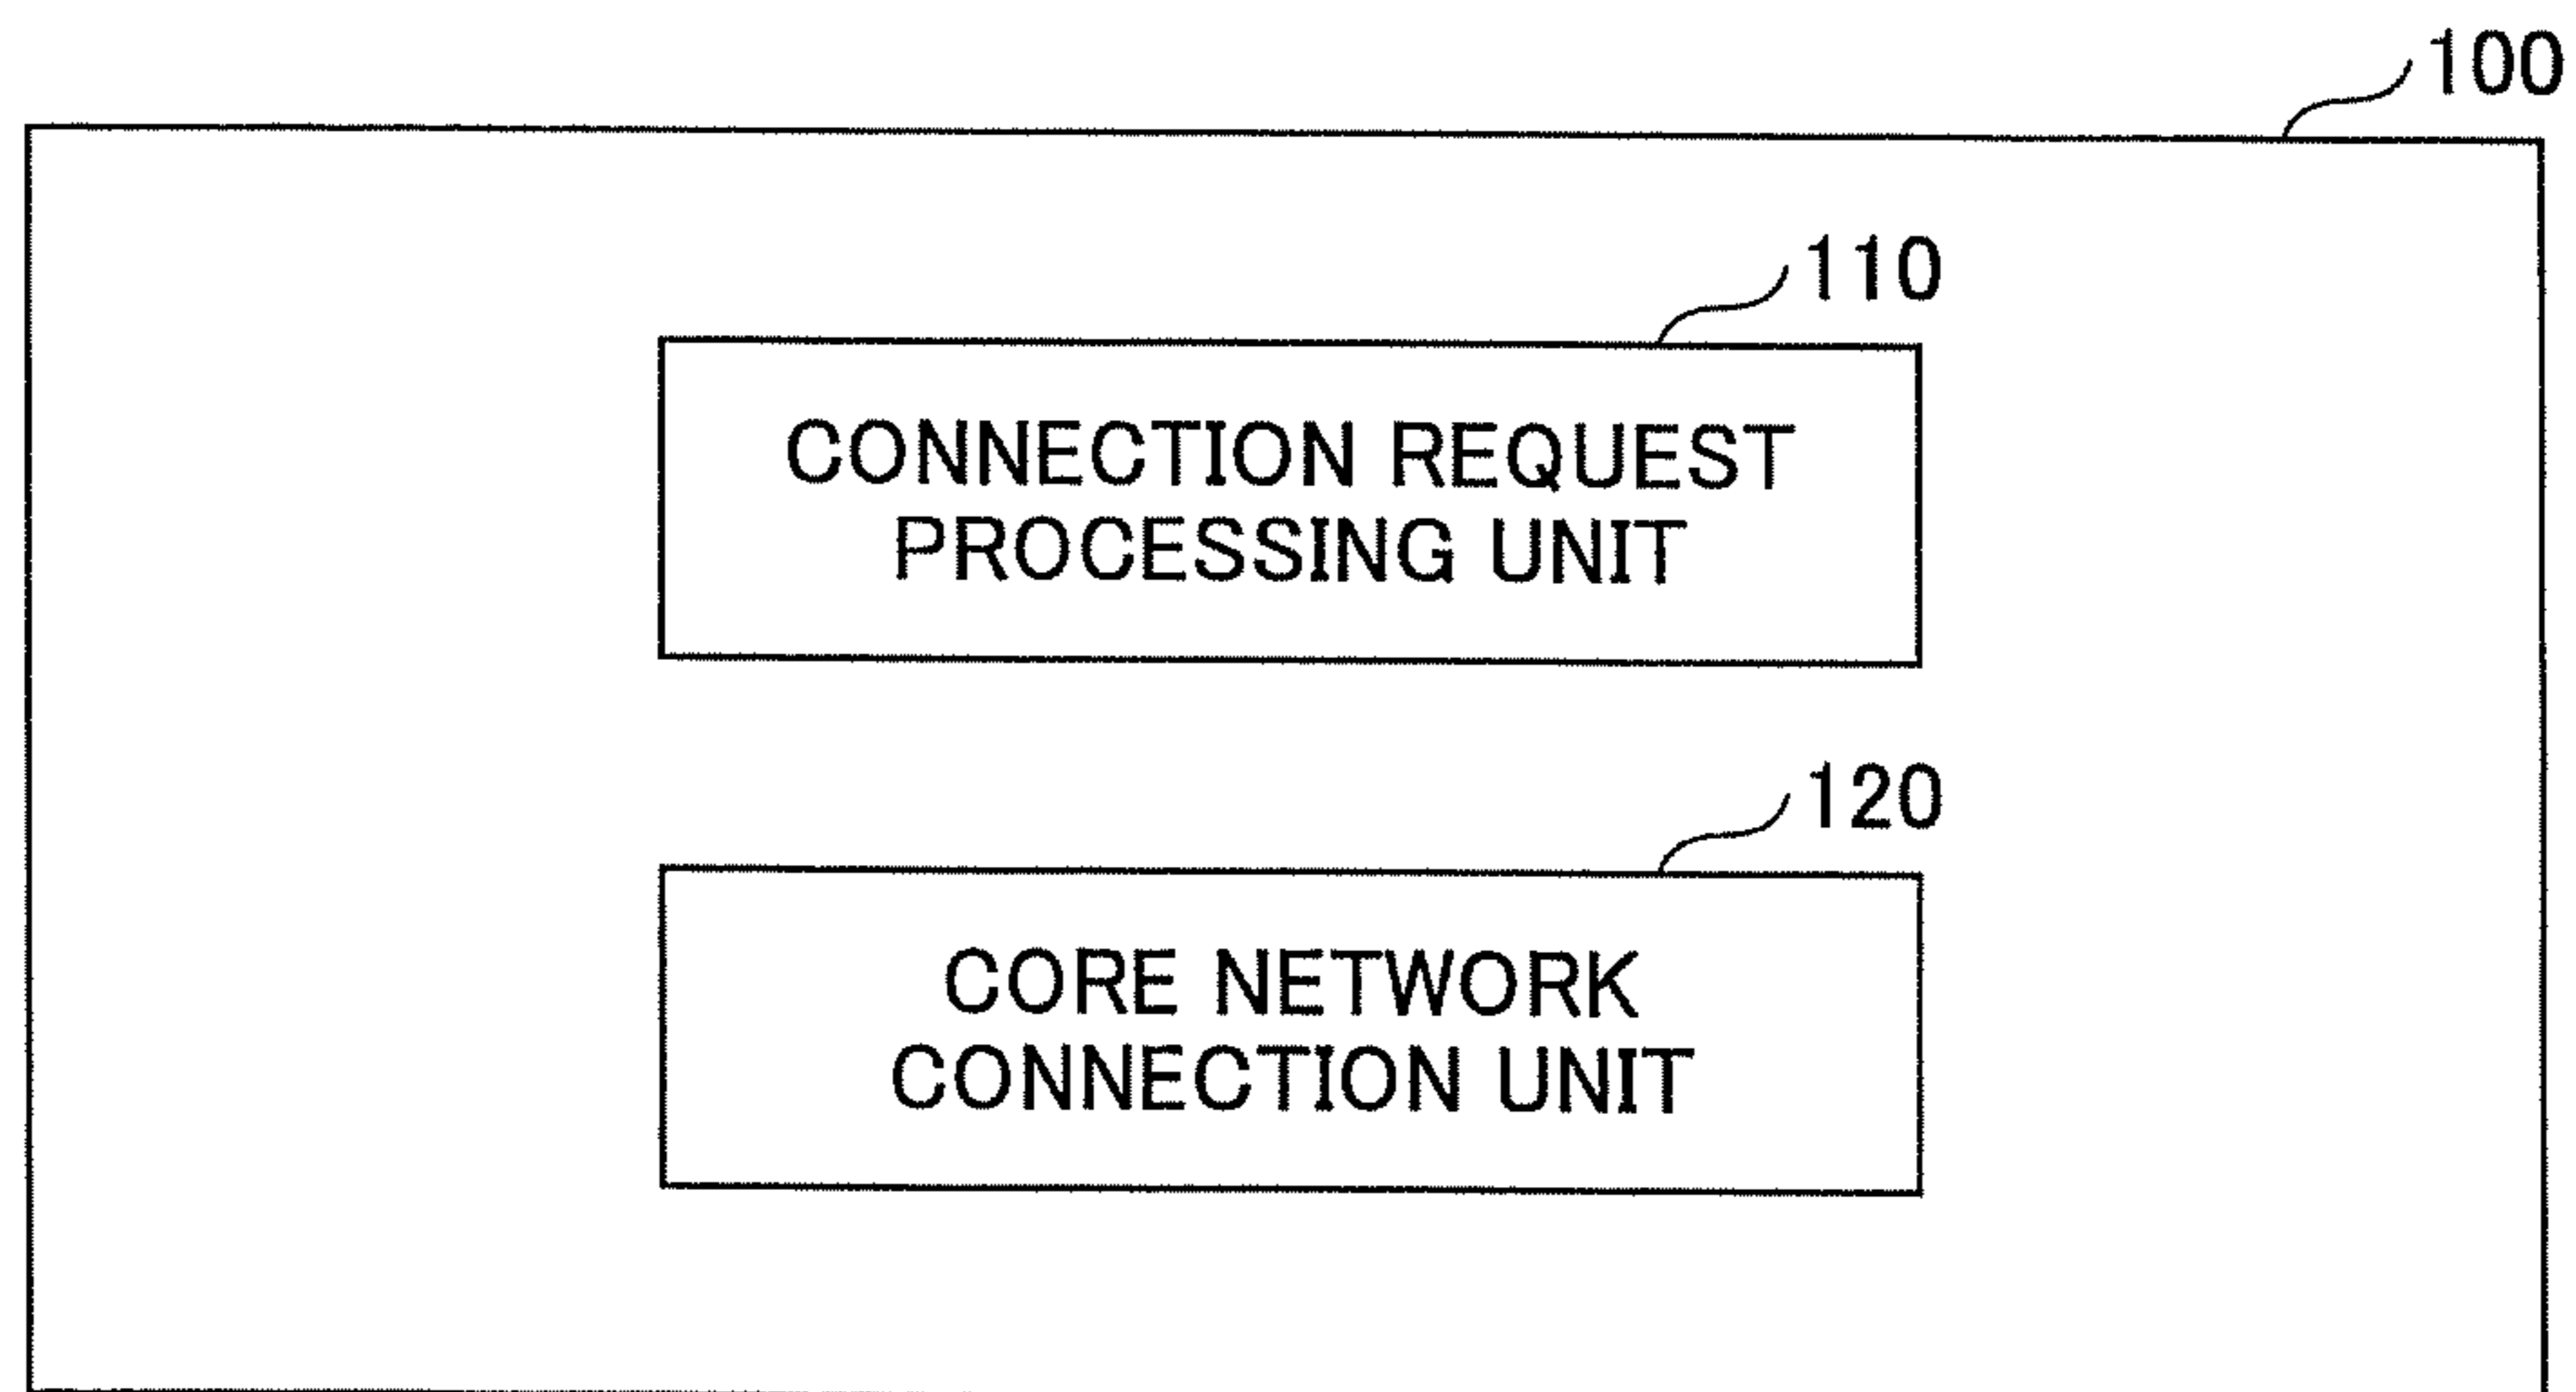 100
110
CONNECTION REQUEST
PROCESSING UNIT
120
CORE NETWORK
CONNECTION UNIT